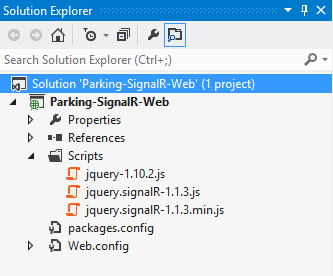 Solution Explorer
Search Solution Explorer (Ctrl+;)
Solution 'Parking-SignalR-Web' (1 project)
Parking-SignalR-Web
Properties
References
Scripts
jquery-1.10.2.js
jquery.signalR-1.1.3.js
jquery.signalR-1.1.3.min.js
packages.config
Web.config